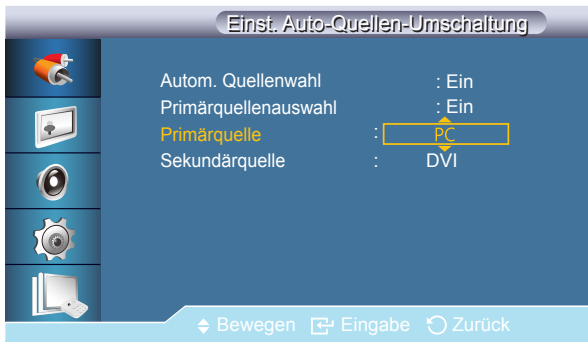 Einst. Auto-Quellen-Umschaltung
Autom. Quellenwahl : Ein
Primärquellenauswahl : Ein
Primärquelle : PC
Sekundärquelle : DVI
Bewegen Eingabe Zurück